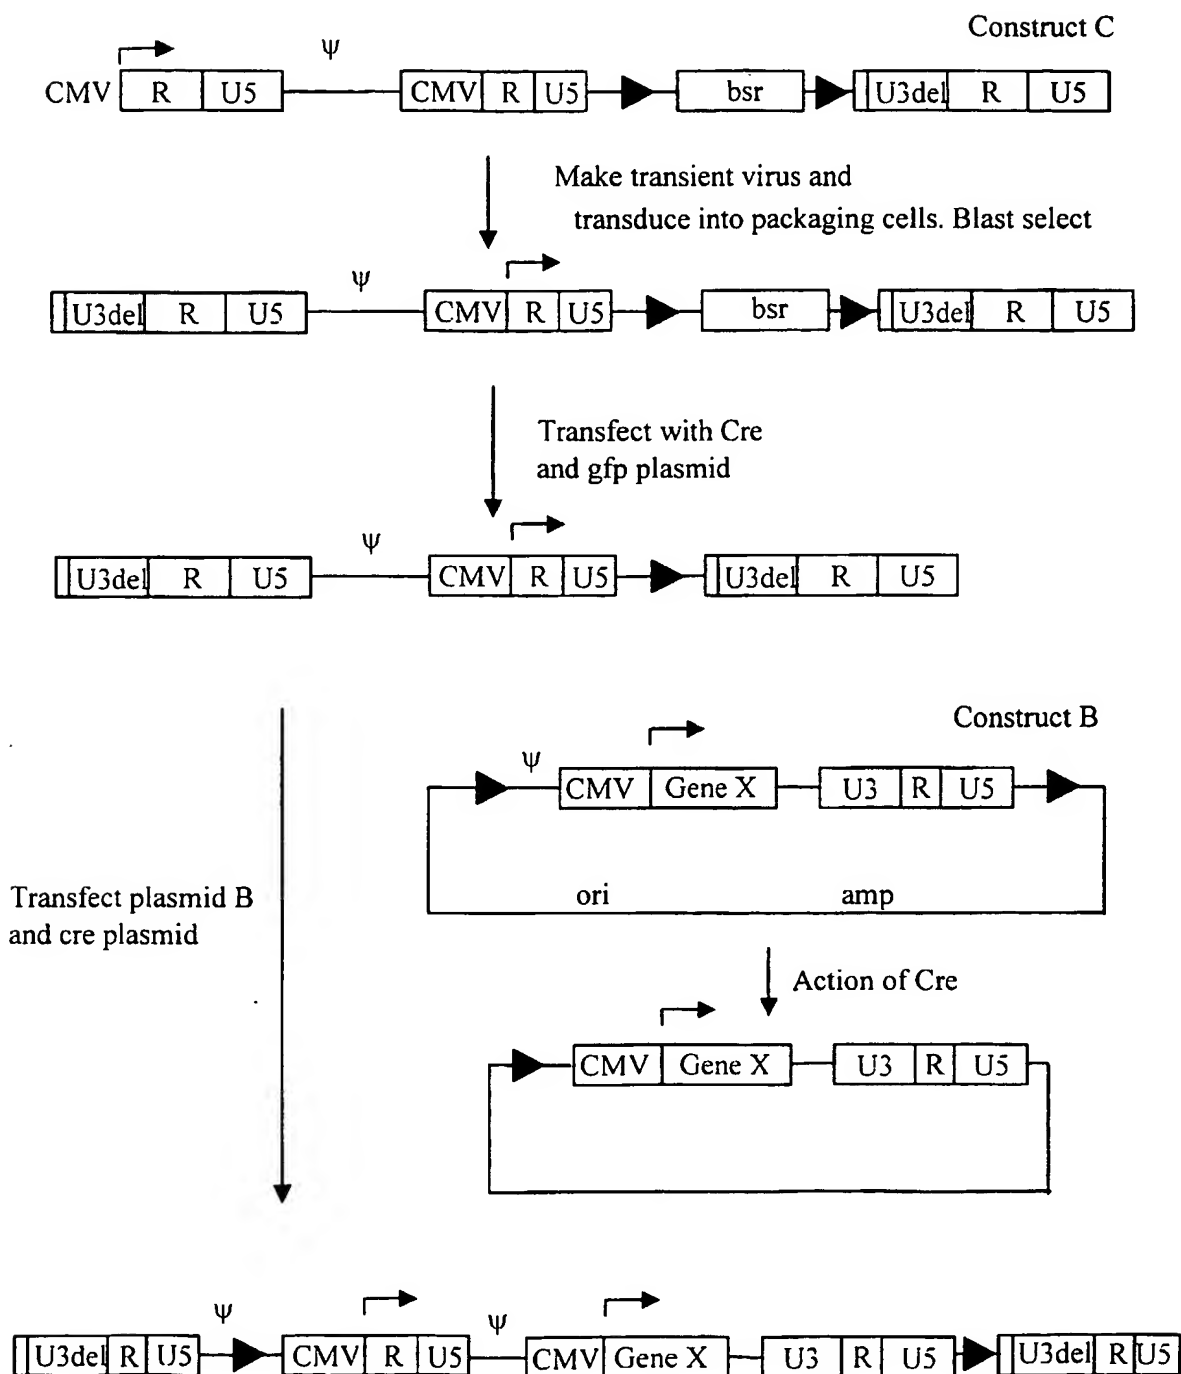 Construct C
ψ
CMV R U5 CMV R U5 bsr U3del R U5
Make transient virus and
transduce into packaging cells. Blast select
ψ
U3del R U5 CMV R U5 bsr U3del R U5
Transfect with Cre
and gfp plasmid
ψ
U3del R U5 CMV R U5 U3del R U5
Construct B
ψ
CMV Gene X U3 R U5
ori amp
Transfect plasmid B
and cre plasmid
Action of Cre
CMV Gene X U3 R U5
ψ ψ
U3del R U5 CMV R U5 CMV Gene X U3 R U5 U3del R U5